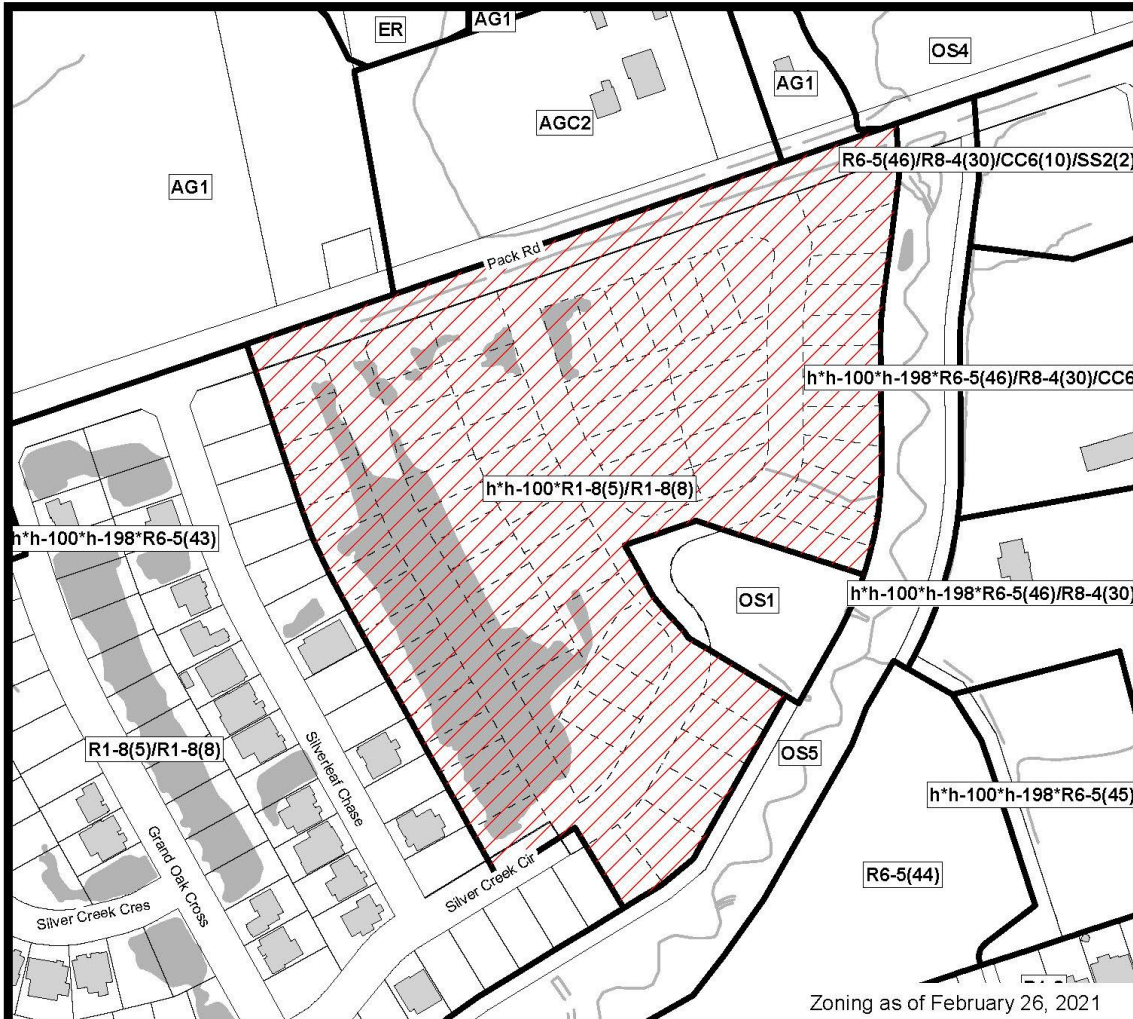 ER
AG1
OS4
AG1
AGC2
R6-5(46)/R8-4(30)/CC6(10)/SS2(2)
AG1
Pack Rd
h*h-100*h-198*R6-5(46)/R8-4(30)/CC6
h*h-100*R1-8(5)/R1-8(8)
h*h-100*h-198*R6-5(43)
OS1
h*h-100*h-198*R6-5(46)/R8-4(30)
R1-8(5)/R1-8(8)
Silverleaf Chase
OS5
h*h-100*h-198*R6-5(45)
Grand Oak Cross
R6-5(44)
Silver Creek Cir
Silver Creek Cres
Zoning as of February 26, 2021